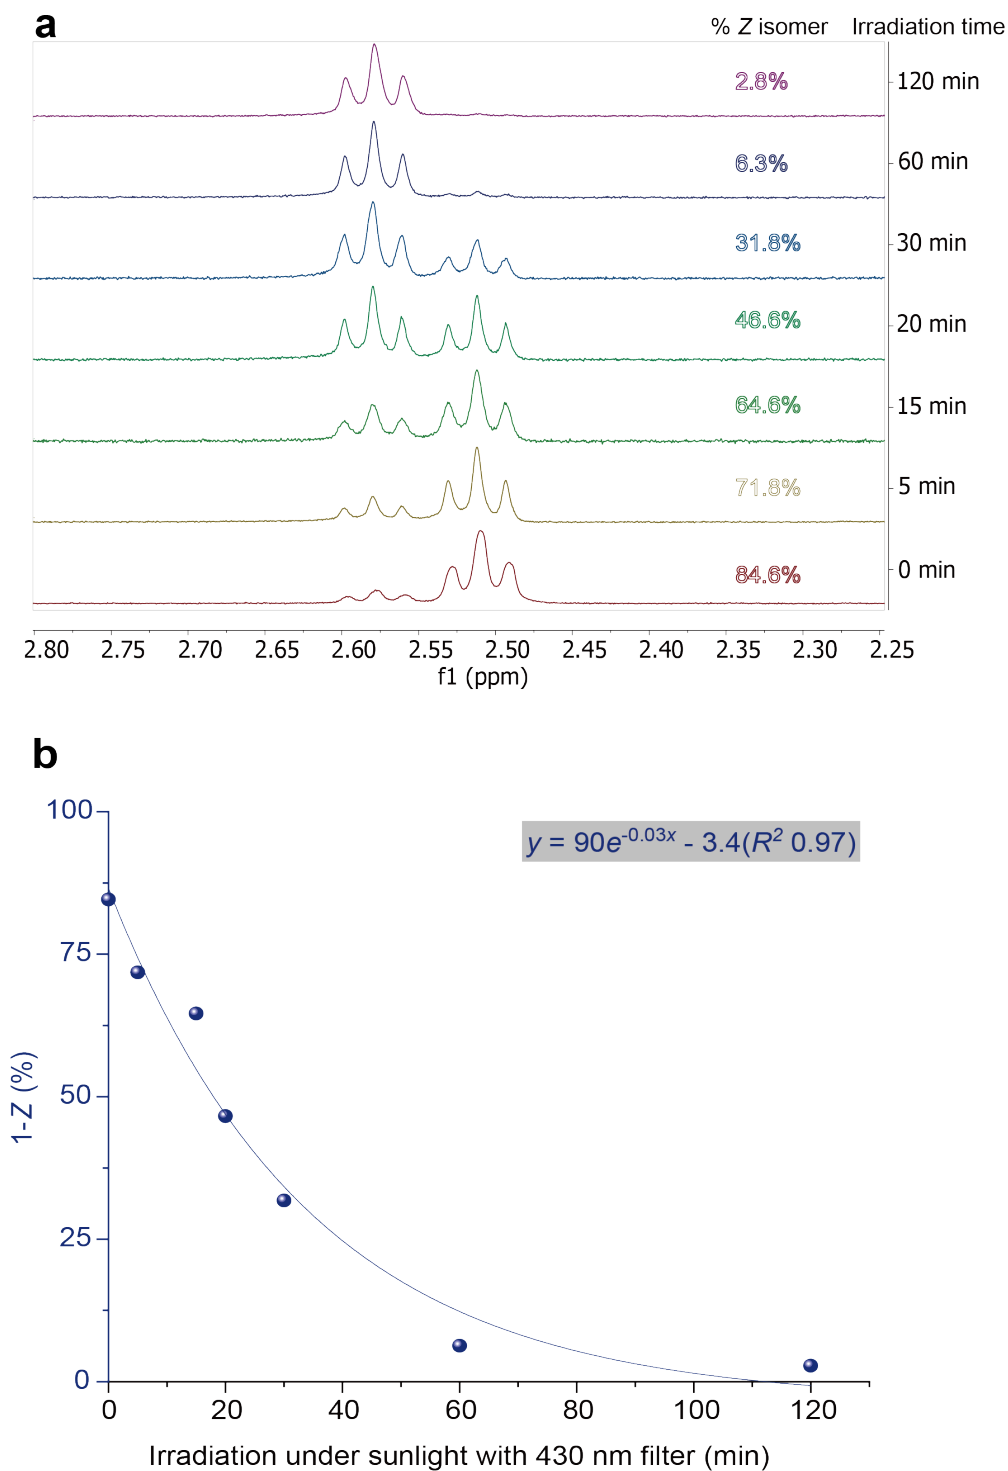 a
% Z isomer Irradiation time
2.8% 120 min
6.3% 60 min
31.8% 30 min
46.6% 20 min
64.6% 15 min
71.8% 5 min
84.6% 0 min
2.80 2.75 2.70 2.65 2.60 2.55 2.50 2.45 2.40 2.35 2.30 2.25
f1 (ppm)
b
100
y = 90e^-0.03x - 3.4(R² 0.97)
75
50
25
0
1-Z (%)
0 20 40 60 80 100 120
Irradiation under sunlight with 430 nm filter (min)